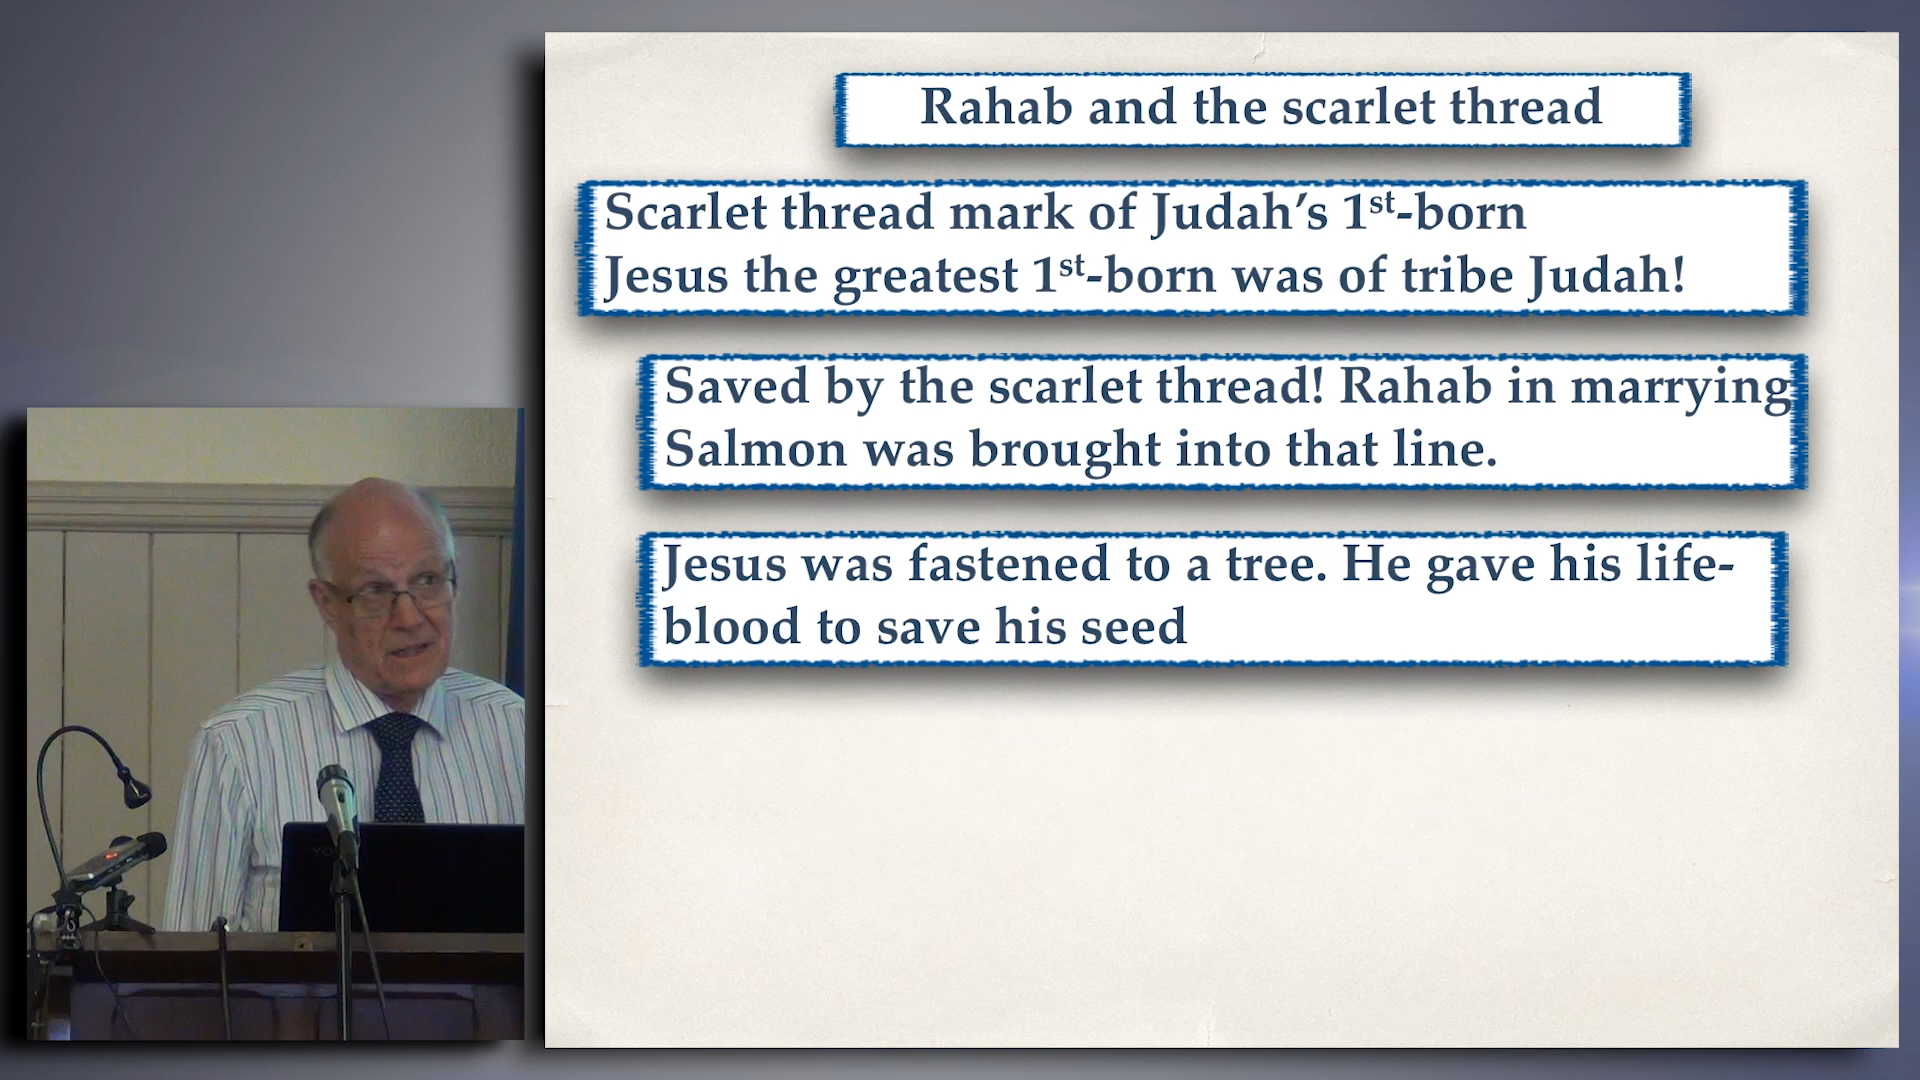 Rahab and the scarlet thread
Scarlet thread mark of Judah’s 1st-born
Jesus the greatest 1st-born was of tribe Judah!
Saved by the scarlet thread! Rahab in marrying
Salmon was brought into that line.
Jesus was fastened to a tree. He gave his life-
blood to save his seed